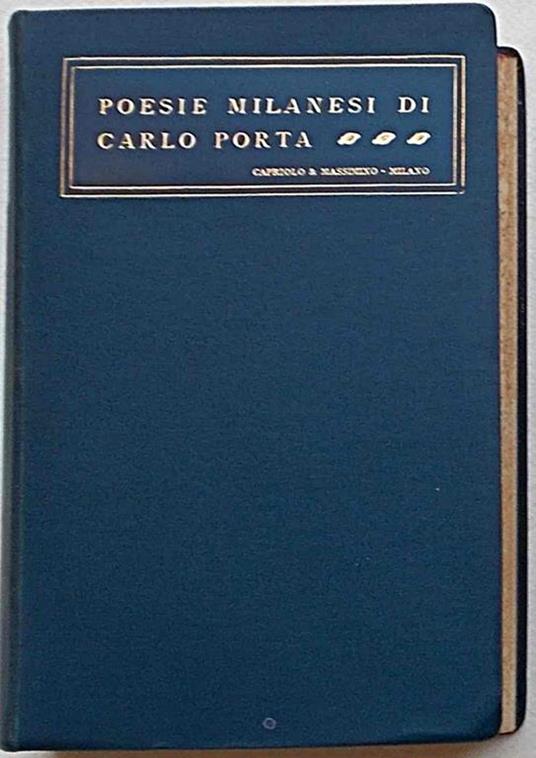 POESIE MILANESI DI
CARLO PORTA
CAPRIOLO & MASSIMINO - MILANO